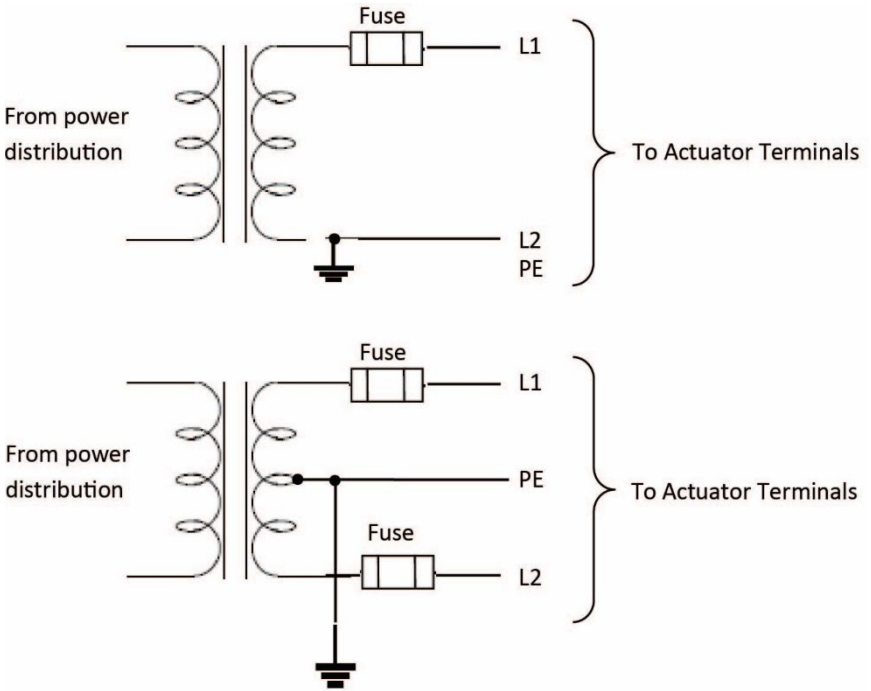 Fuse
L1
From power
distribution
To Actuator Terminals
L2
PE
Fuse
L1
From power
distribution
PE
To Actuator Terminals
Fuse
L2